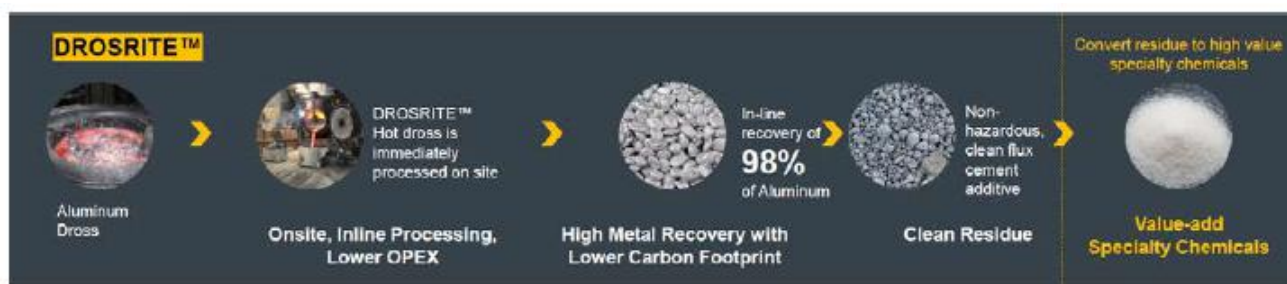 DROSRITE™
Aluminum
Dross
DROSRITE™
Hot dross is
immediately
processed on site
Onsite, Inline Processing,
Lower OPEX
In-line
recovery of
98%
of Aluminum
High Metal Recovery with
Lower Carbon Footprint
Non-
hazardous,
clean flux
cement
additive
Clean Residue
Convert residue to high value
specialty chemicals
Value-add
Specialty Chemicals